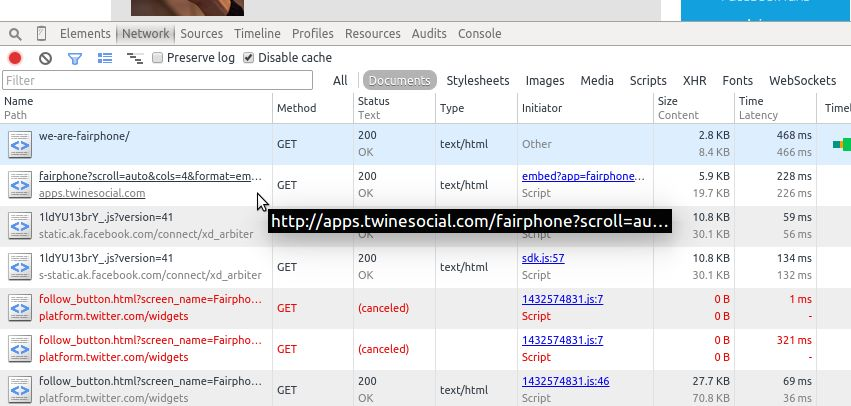 Elements Network Sources Timeline Profiles Resources Audits Console
Preserve log Disable cache
Filter All Documents Stylesheets Images Media Scripts XHR Fonts WebSockets
Name Method Status Type Initiator Size Time
Path Text Content Latency
we-are-fairphone/ GET 200 text/html Other 2.8 KB 468 ms
OK 8.4 KB 466 ms
fairphone?scroll=auto&cols=4&format=em... GET 200 text/html embed?app=fairphone... 5.9 KB 228 ms
apps.twinesocial.com OK Script 19.7 KB 226 ms
http://apps.twinesocial.com/fairphone?scroll=au...
1ldYU13brY_.js?version=41 10.8 KB 59 ms
static.ak.facebook.com/connect/xd_arbiter OK Script 30.1 KB 56 ms
1ldYU13brY_.js?version=41 GET 200 text/html sdk.js:57 10.8 KB 134 ms
s-static.ak.facebook.com/connect/xd_arbiter OK Script 30.1 KB 132 ms
follow_button.html?screen_name=Fairpho... GET (canceled) 1432574831.js:7 0 B 1 ms
platform.twitter.com/widgets Script 0 B -
follow_button.html?screen_name=Fairpho... GET (canceled) 1432574831.js:7 0 B 321 ms
platform.twitter.com/widgets Script 0 B -
follow_button.html?screen_name=Fairpho... GET 200 text/html 1432574831.js:46 27.7 KB 69 ms
platform.twitter.com/widgets OK Script 70.8 KB 36 ms